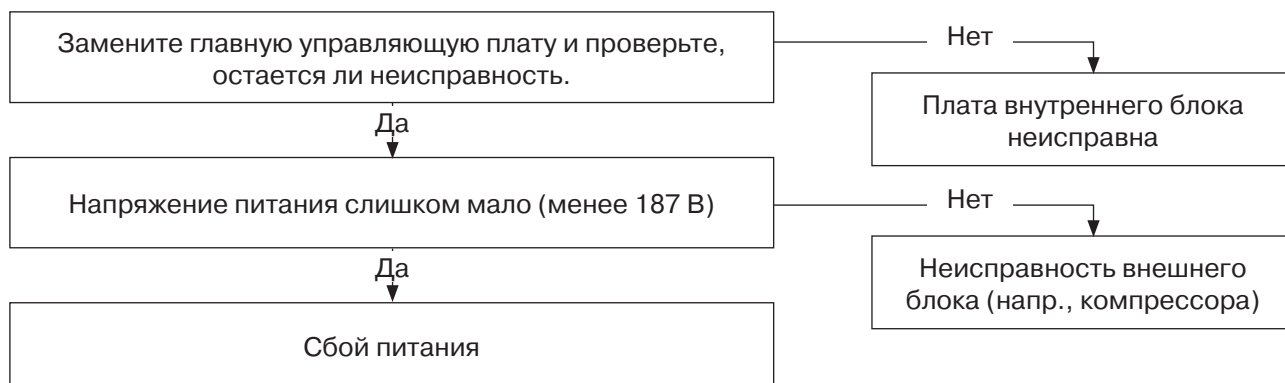 Замените главную управляющую плату и проверьте,
остается ли неисправность.
Нет
Плата внутреннего блока
неисправна
Да
Напряжение питания слишком мало (менее 187 В)
Нет
Неисправность внешнего
блока (напр., компрессора)
Да
Сбой питания